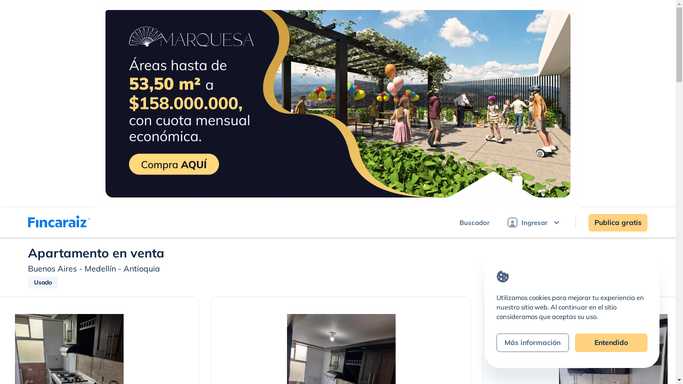 MARQUESA
Áreas hasta de
53,50 m² a
$158.000.000,
con cuota mensual
económica.
Compra AQUÍ
Fincaraiz
Buscador
Ingresar
Publica gratis
Apartamento en venta
Buenos Aires - Medellín - Antioquia
Usado
Utilizamos cookies para mejorar tu experiencia en
nuestro sitio web. Al continuar en el sitio
consideramos que aceptas su uso.
Más información
Entendido